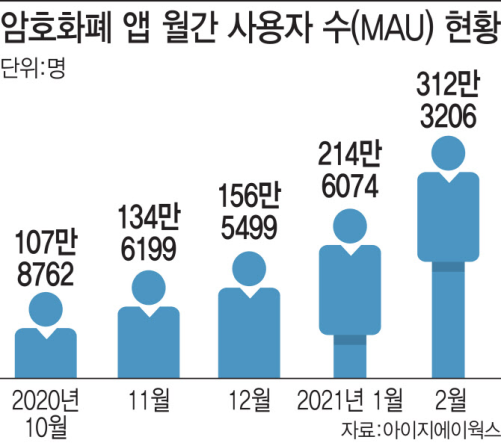 암호화폐 앱 월간 사용자 수(MAU) 현황
단위:명
107만
8762
134만
6199
156만
5499
214만
6074
312만
3206
2020년
10월
11월
12월
2021년 1월
2월
자료:아이지에이웍스